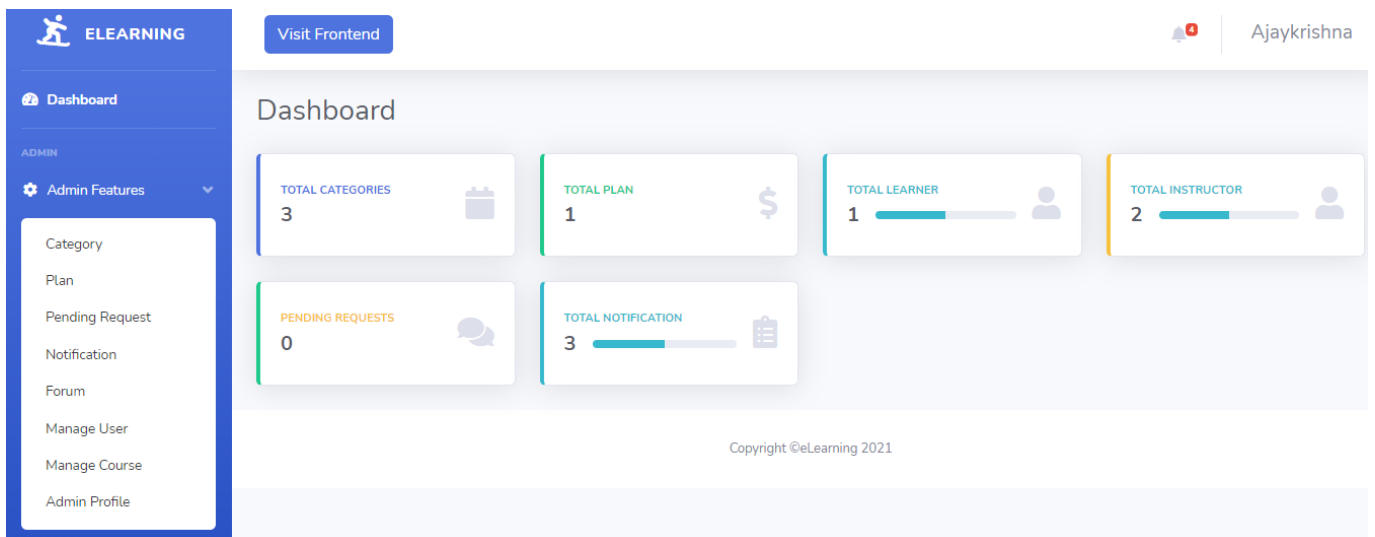 ELEARNING
Visit Frontend
4
Ajaykrishna
Dashboard
ADMIN
Admin Features
Category
Plan
Pending Request
Notification
Forum
Manage User
Manage Course
Admin Profile
Dashboard
TOTAL CATEGORIES
3
TOTAL PLAN
$
1
TOTAL LEARNER
1
TOTAL INSTRUCTOR
2
PENDING REQUESTS
0
TOTAL NOTIFICATION
3
Copyright ©eLearning 2021